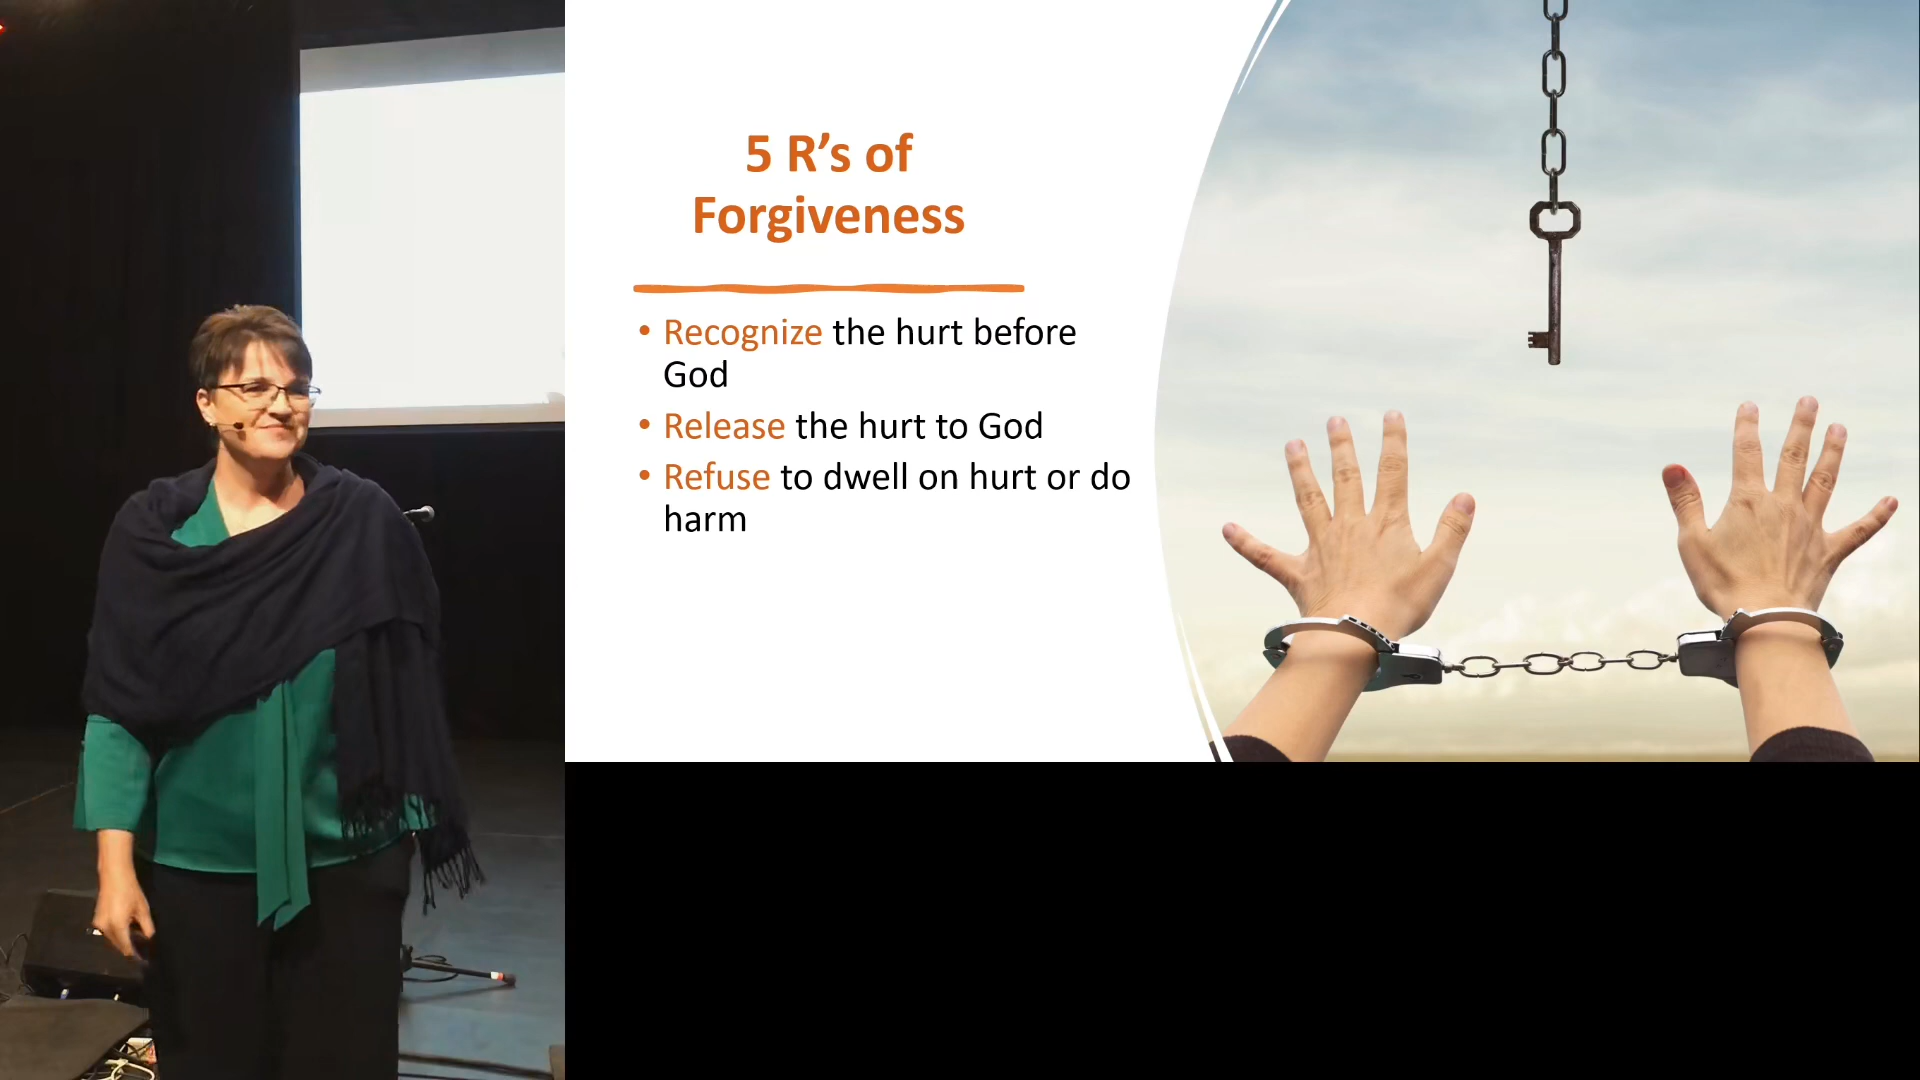 5 R’s of
Forgiveness
• Recognize the hurt before
God
• Release the hurt to God
• Refuse to dwell on hurt or do
harm